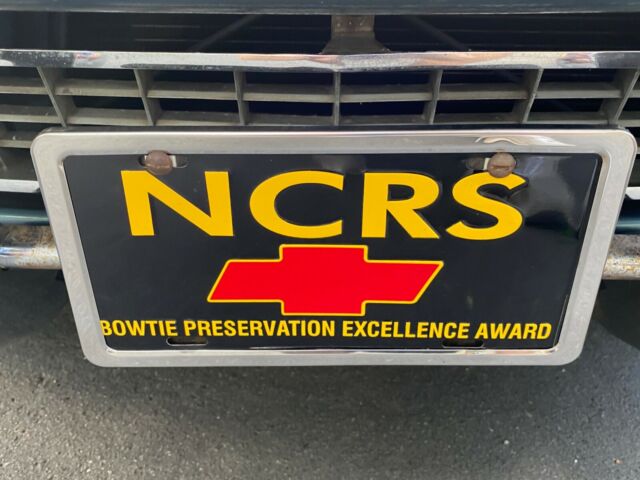 NCRS
BOWTIE PRESERVATION EXCELLENCE AWARD